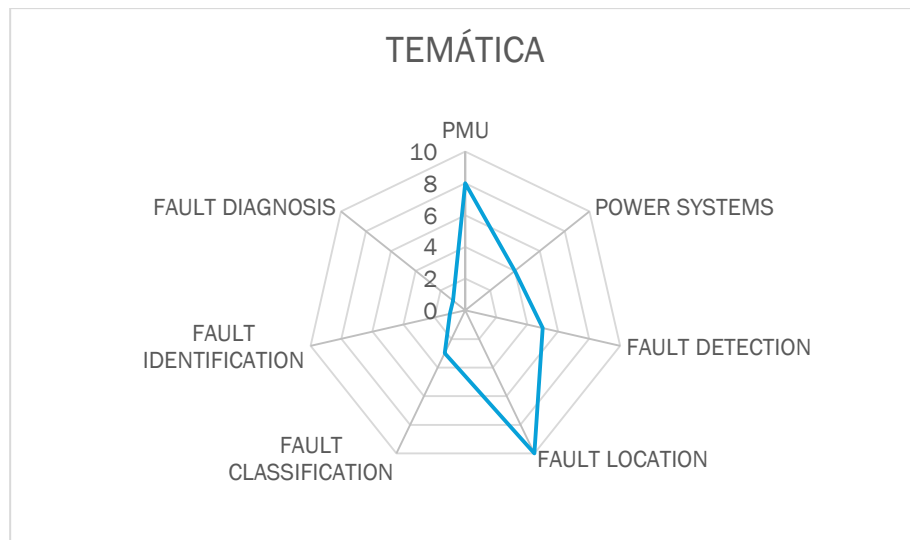 TEMÁTICA
PMU
10
8
6
4
2
0
POWER SYSTEMS
FAULT DETECTION
FAULT LOCATION
FAULT
CLASSIFICATION
FAULT
IDENTIFICATION
FAULT DIAGNOSIS